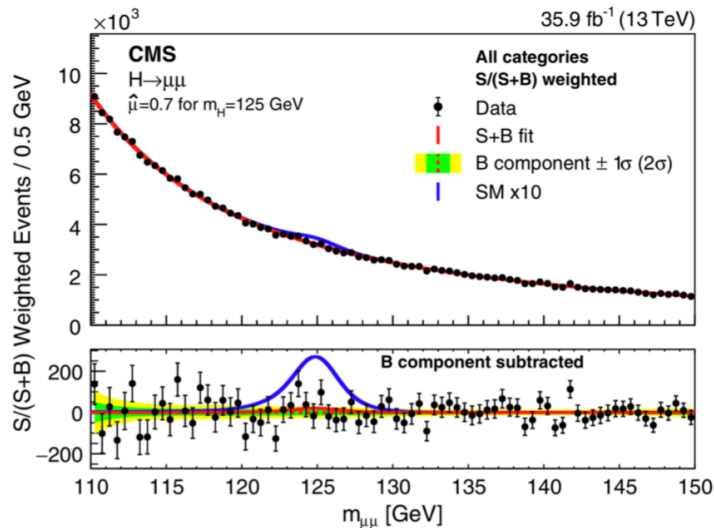 ×10³
35.9 fb⁻¹ (13 TeV)
CMS
H→μμ
μ̂=0.7 for m_H=125 GeV
All categories
S/(S+B) weighted
Data
S+B fit
B component ± 1σ (2σ)
SM x10
S/(S+B) Weighted Events / 0.5 GeV
10
8
6
4
2
0
B component subtracted
200
0
−200
110 115 120 125 130 135 140 145 150
m_μμ [GeV]